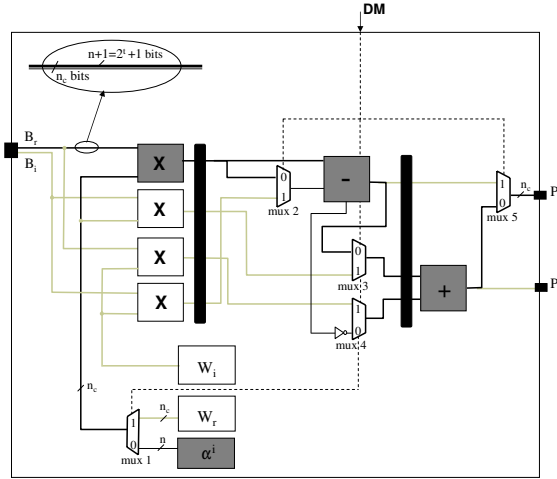 DM
n+1=2^t+1 bits
n_c bits
B_r
B_i
X
X
X
X
0
1
mux 2
-
0
1
mux 3
1
0
mux 4
+
1
0
mux 5
n_c
P
P
W_i
n_c
1
0
mux 1
n_c
W_r
n
α^i